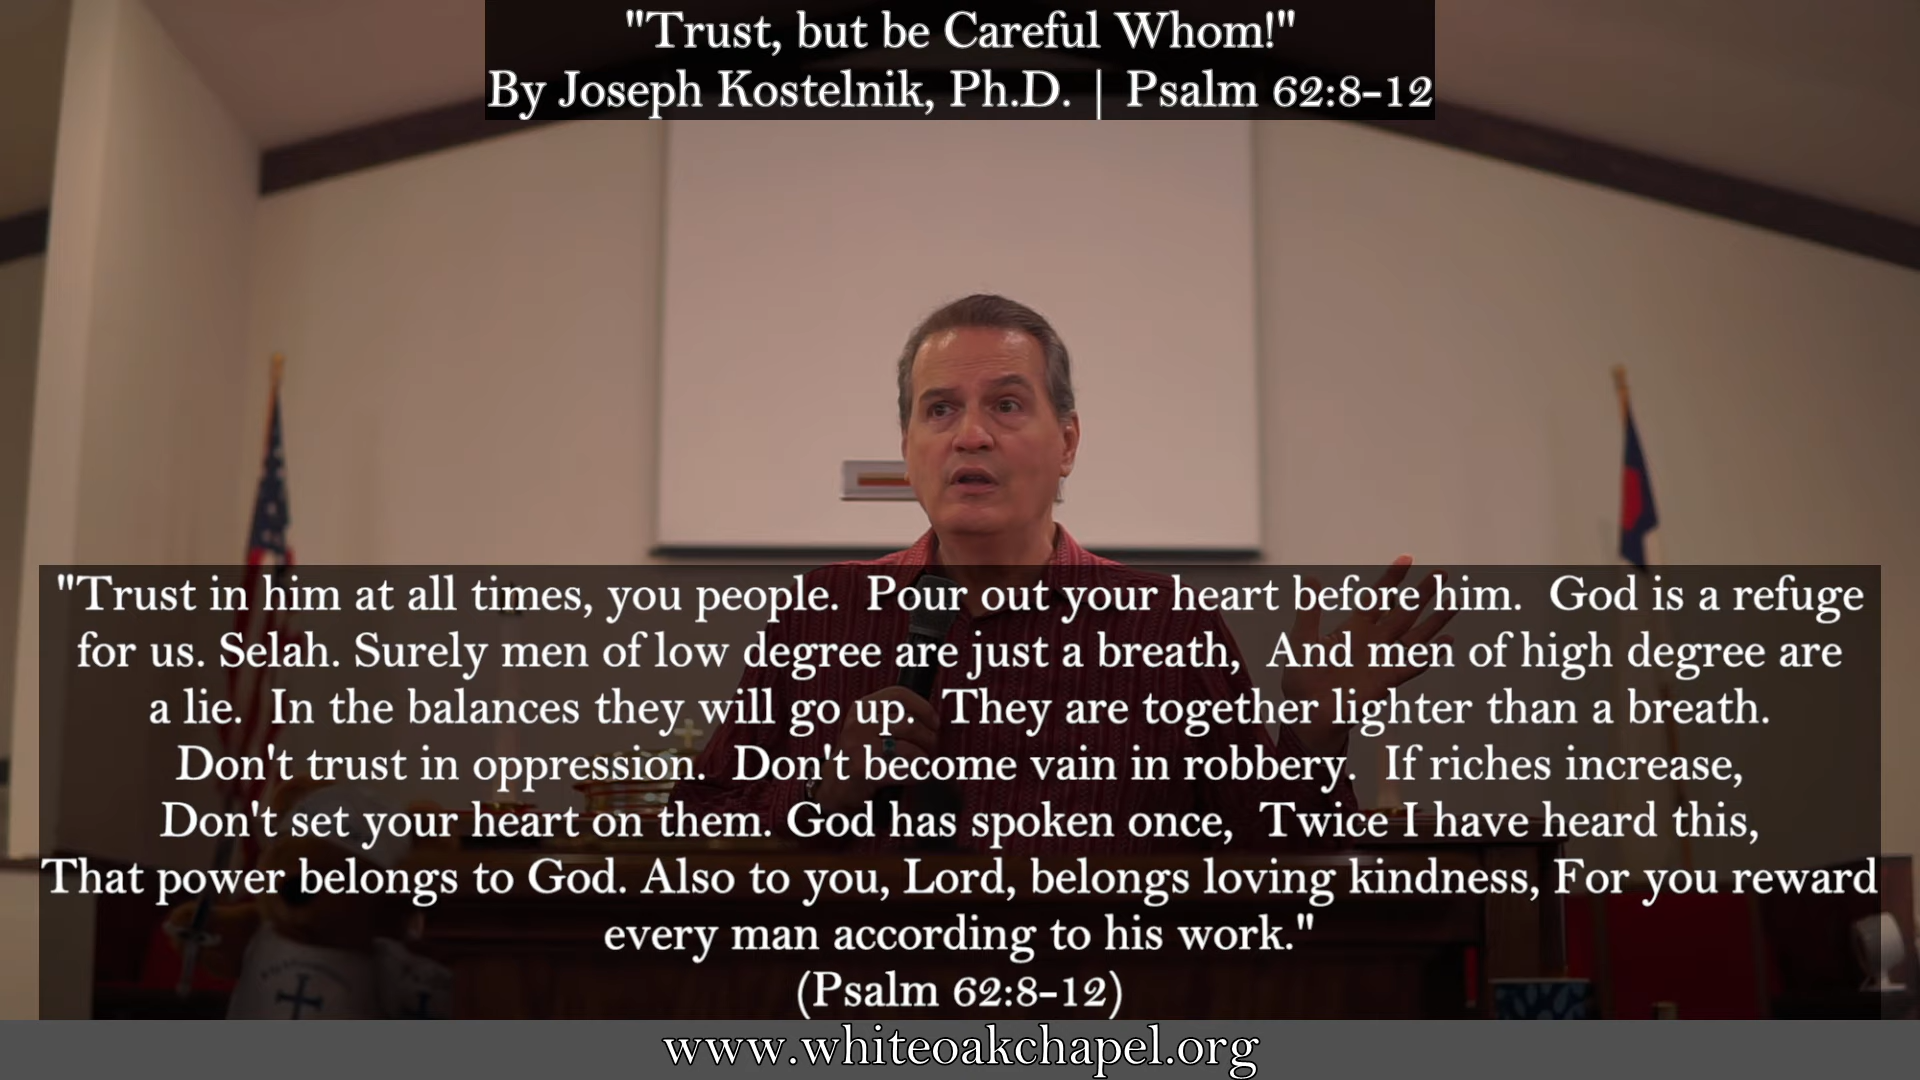 "Trust, but be Careful Whom!"
By Joseph Kostelnik, Ph.D. | Psalm 62:8-12
"Trust in him at all times, you people.  Pour out your heart before him.  God is a refuge
for us. Selah. Surely men of low degree are just a breath,  And men of high degree are
a lie.  In the balances they will go up.  They are together lighter than a breath.
Don't trust in oppression.  Don't become vain in robbery.  If riches increase,
Don't set your heart on them. God has spoken once,  Twice I have heard this,
That power belongs to God. Also to you, Lord, belongs loving kindness, For you reward
every man according to his work."
(Psalm 62:8-12)
www.whiteoakchapel.org